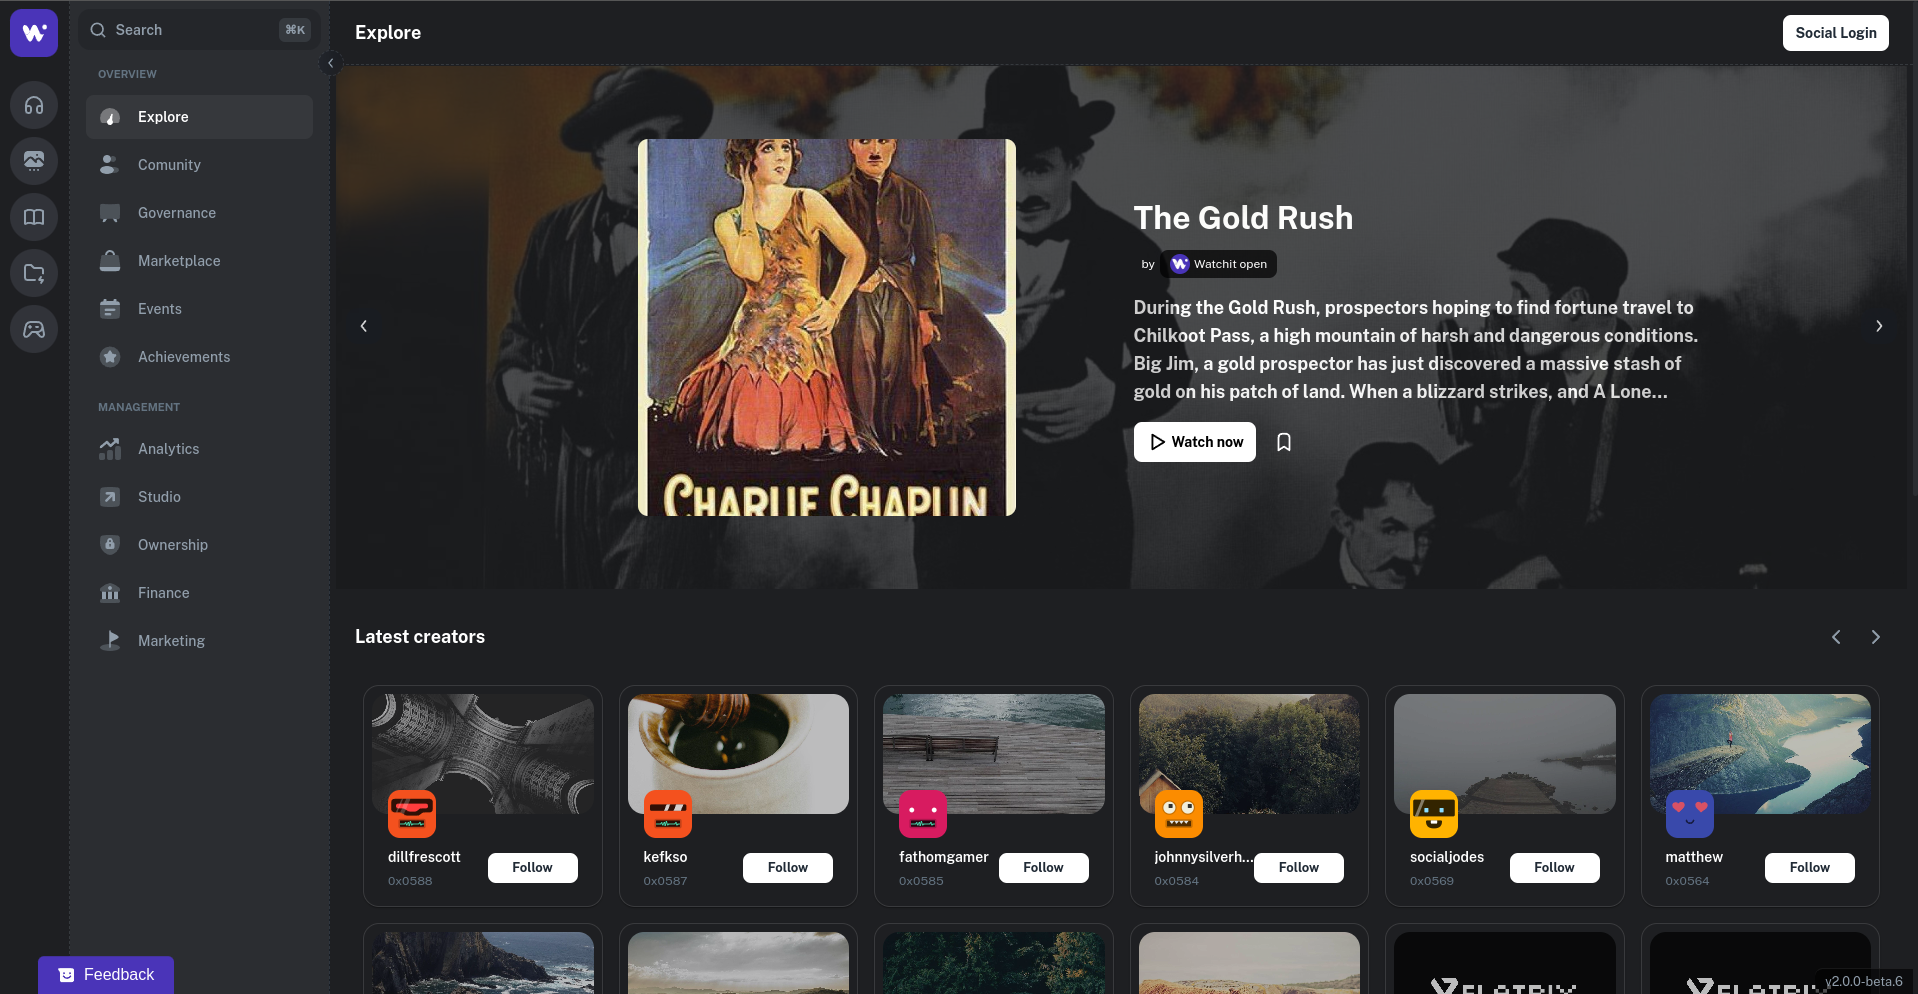 Search
⌘K
OVERVIEW
Explore
Comunity
Governance
Marketplace
Events
Achievements
MANAGEMENT
Analytics
Studio
Ownership
Finance
Marketing
Feedback
Explore
Social Login
CHARLIE CHAPLIN
The Gold Rush
by Watchit open
During the Gold Rush, prospectors hoping to find fortune travel to
Chilkoot Pass, a high mountain of harsh and dangerous conditions.
Big Jim, a gold prospector has just discovered a massive stash of
gold on his patch of land. When a blizzard strikes, and A Lone...
Watch now
Latest creators
dillfrescott
0x0588
Follow
kefkso
0x0587
Follow
fathomgamer
0x0585
Follow
johnnysilverh...
0x0584
Follow
socialjodes
0x0569
Follow
matthew
0x0564
Follow
v2.0.0-beta.6